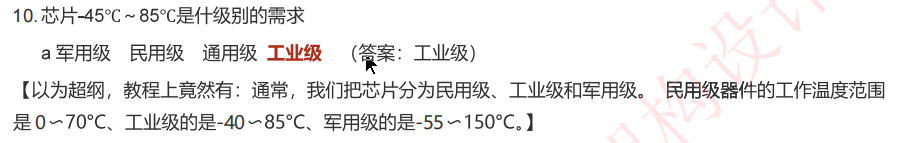 10. 芯片-45℃～85℃是什级别的需求
a 军用级 民用级 通用级 工业级 （答案：工业级）
【以为超纲，教程上竟然有：通常，我们把芯片分为民用级、工业级和军用级。 民用级器件的工作温度范围
是 0～70°C、工业级的是-40～85°C、军用级的是-55～150°C。】
架构设计